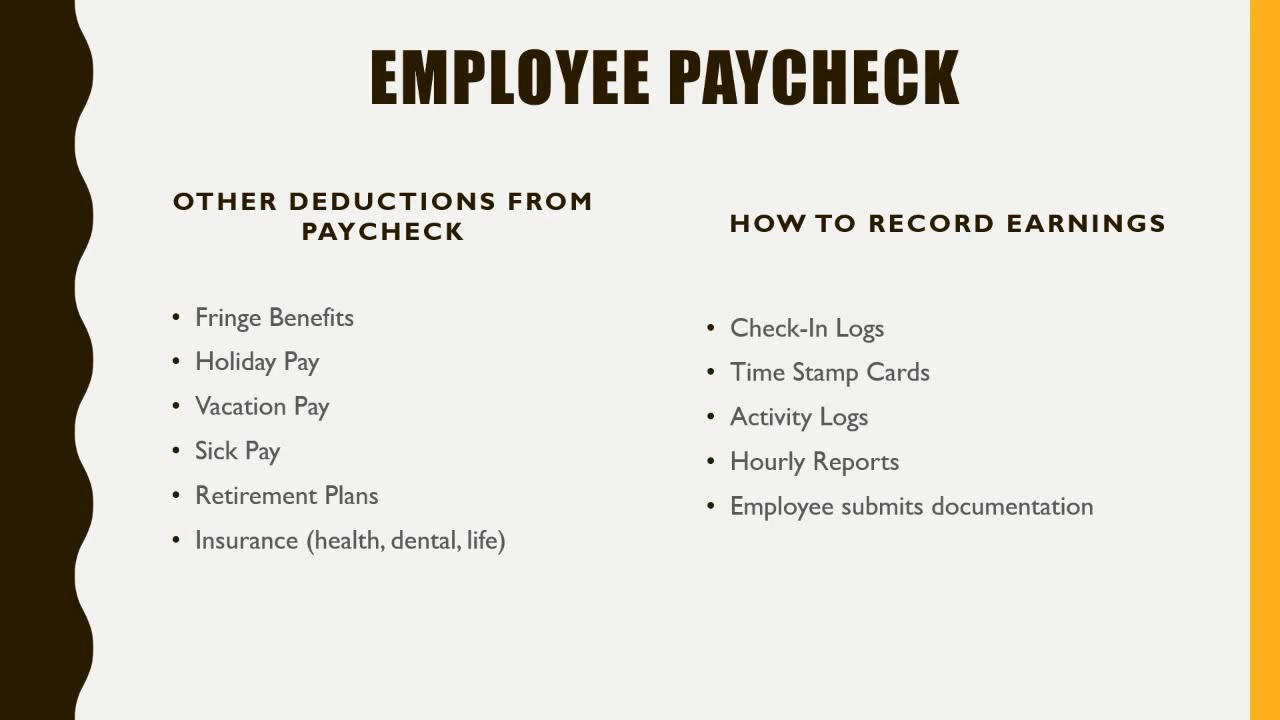 EMPLOYEE PAYCHECK
OTHER DEDUCTIONS FROM
PAYCHECK
• Fringe Benefits
• Holiday Pay
• Vacation Pay
• Sick Pay
• Retirement Plans
• Insurance (health, dental, life)
HOW TO RECORD EARNINGS
• Check-In Logs
• Time Stamp Cards
• Activity Logs
• Hourly Reports
• Employee submits documentation